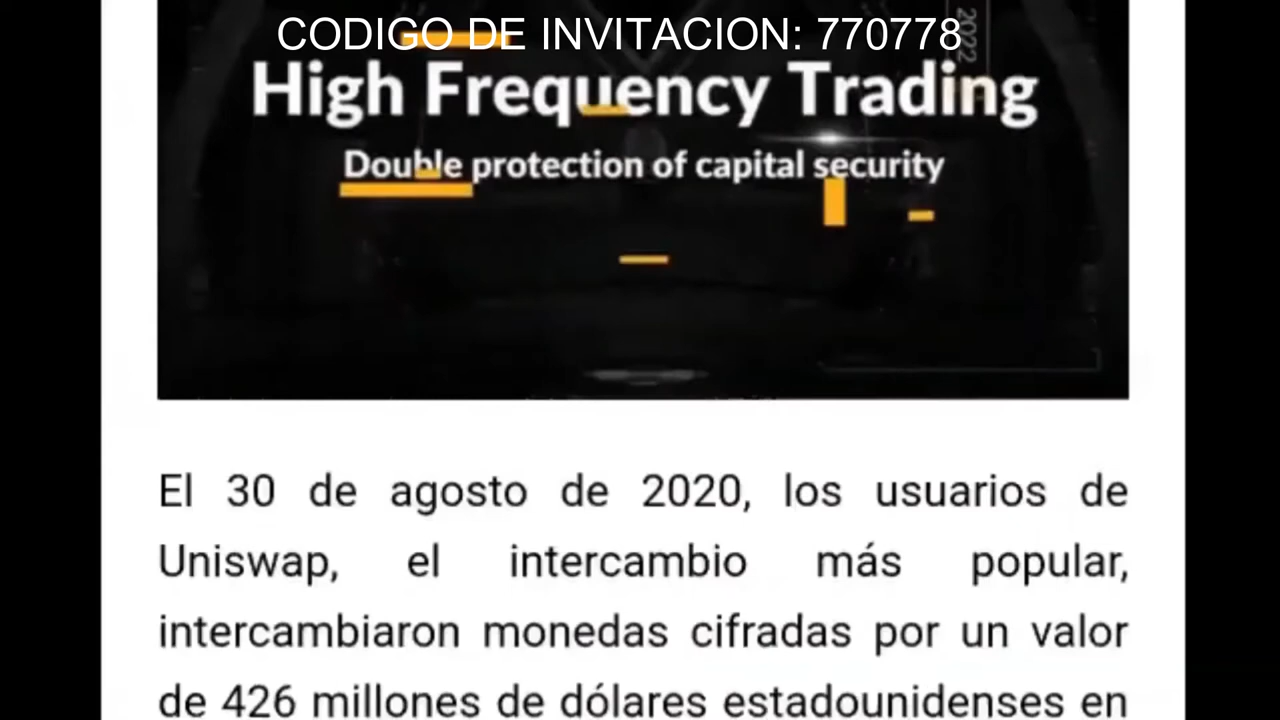 CODIGO DE INVITACION: 770778
2022
High Frequency Trading
Double protection of capital security
El 30 de agosto de 2020, los usuarios de
Uniswap, el intercambio más popular,
intercambiaron monedas cifradas por un valor
de 426 millones de dólares estadounidenses en